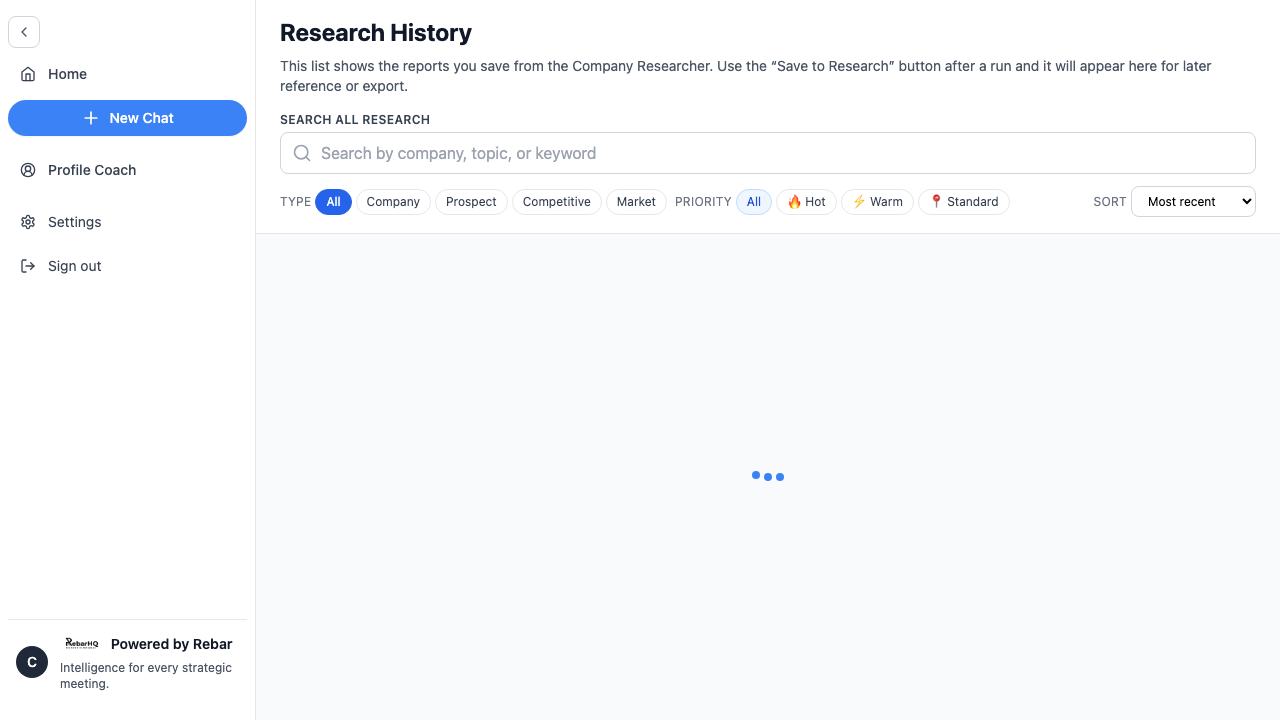 Home
New Chat
Profile Coach
Settings
Sign out
C
RebarHQ
Powered by Rebar
Intelligence for every strategic
meeting.
Research History
This list shows the reports you save from the Company Researcher. Use the “Save to Research” button after a run and it will appear here for later
reference or export.
SEARCH ALL RESEARCH
Search by company, topic, or keyword
TYPE All Company Prospect Competitive Market PRIORITY All 🔥 Hot ⚡ Warm 📍 Standard SORT Most recent